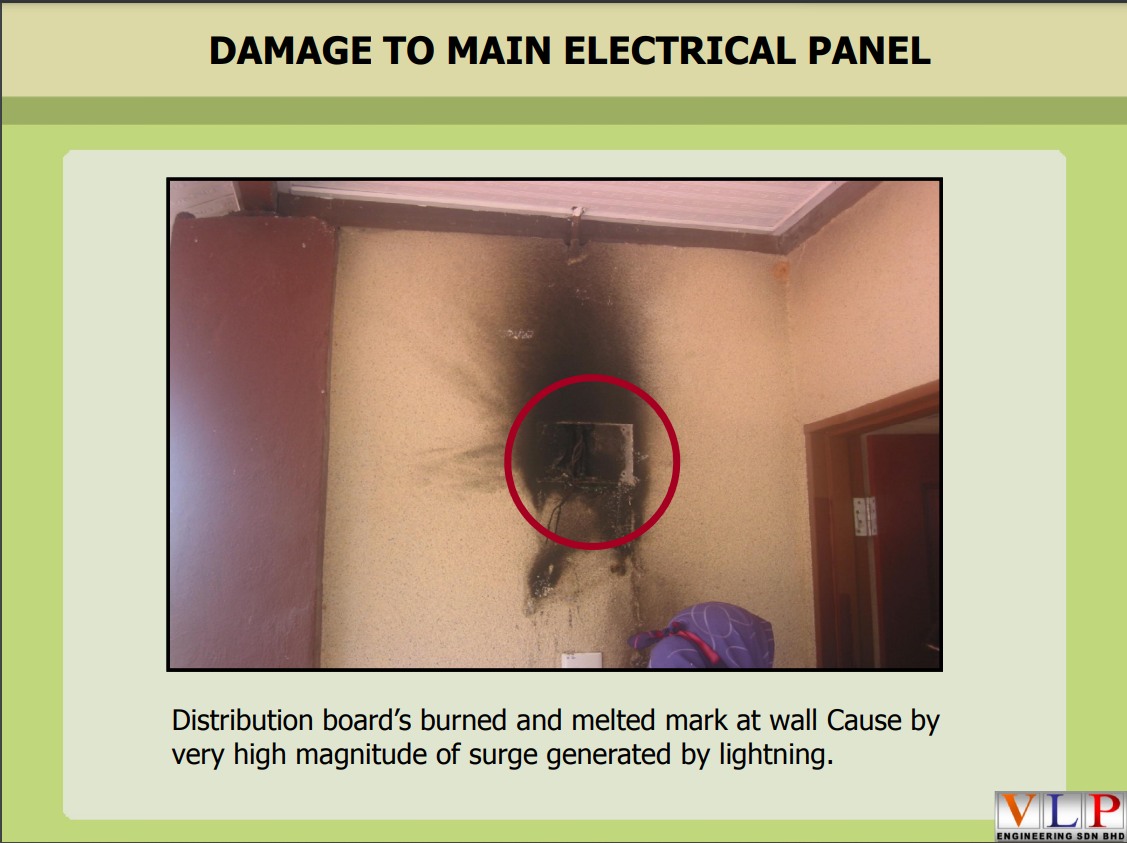 DAMAGE TO MAIN ELECTRICAL PANEL
Distribution board’s burned and melted mark at wall Cause by
very high magnitude of surge generated by lightning.
VLP
ENGINEERING SDN BHD